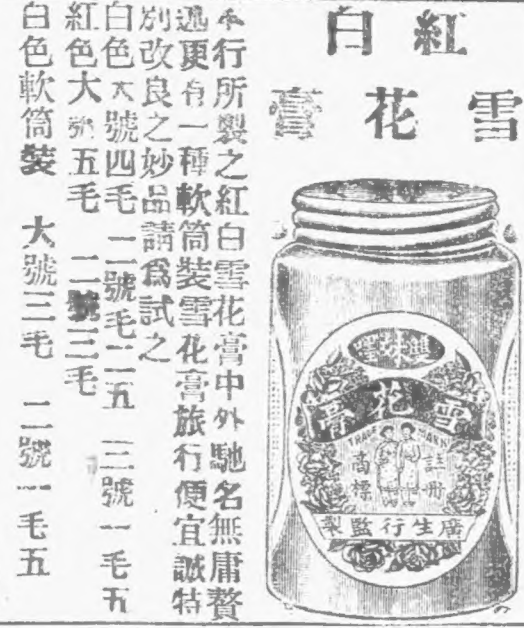 紅白
雪花膏
雙妹嚜
雪花膏
TRADE MARK
註冊
商標
廣生行監製
本行所製之紅白雪花膏中外馳名無庸贅
述更有一種軟筒裝雪花膏旅行便宜誠特
別改良之妙品請爲試之
白色大號四毛 二號毛二五 三號一毛五
紅色大號五毛 二號三毛
白色軟筒裝 大號三毛 二號一毛五